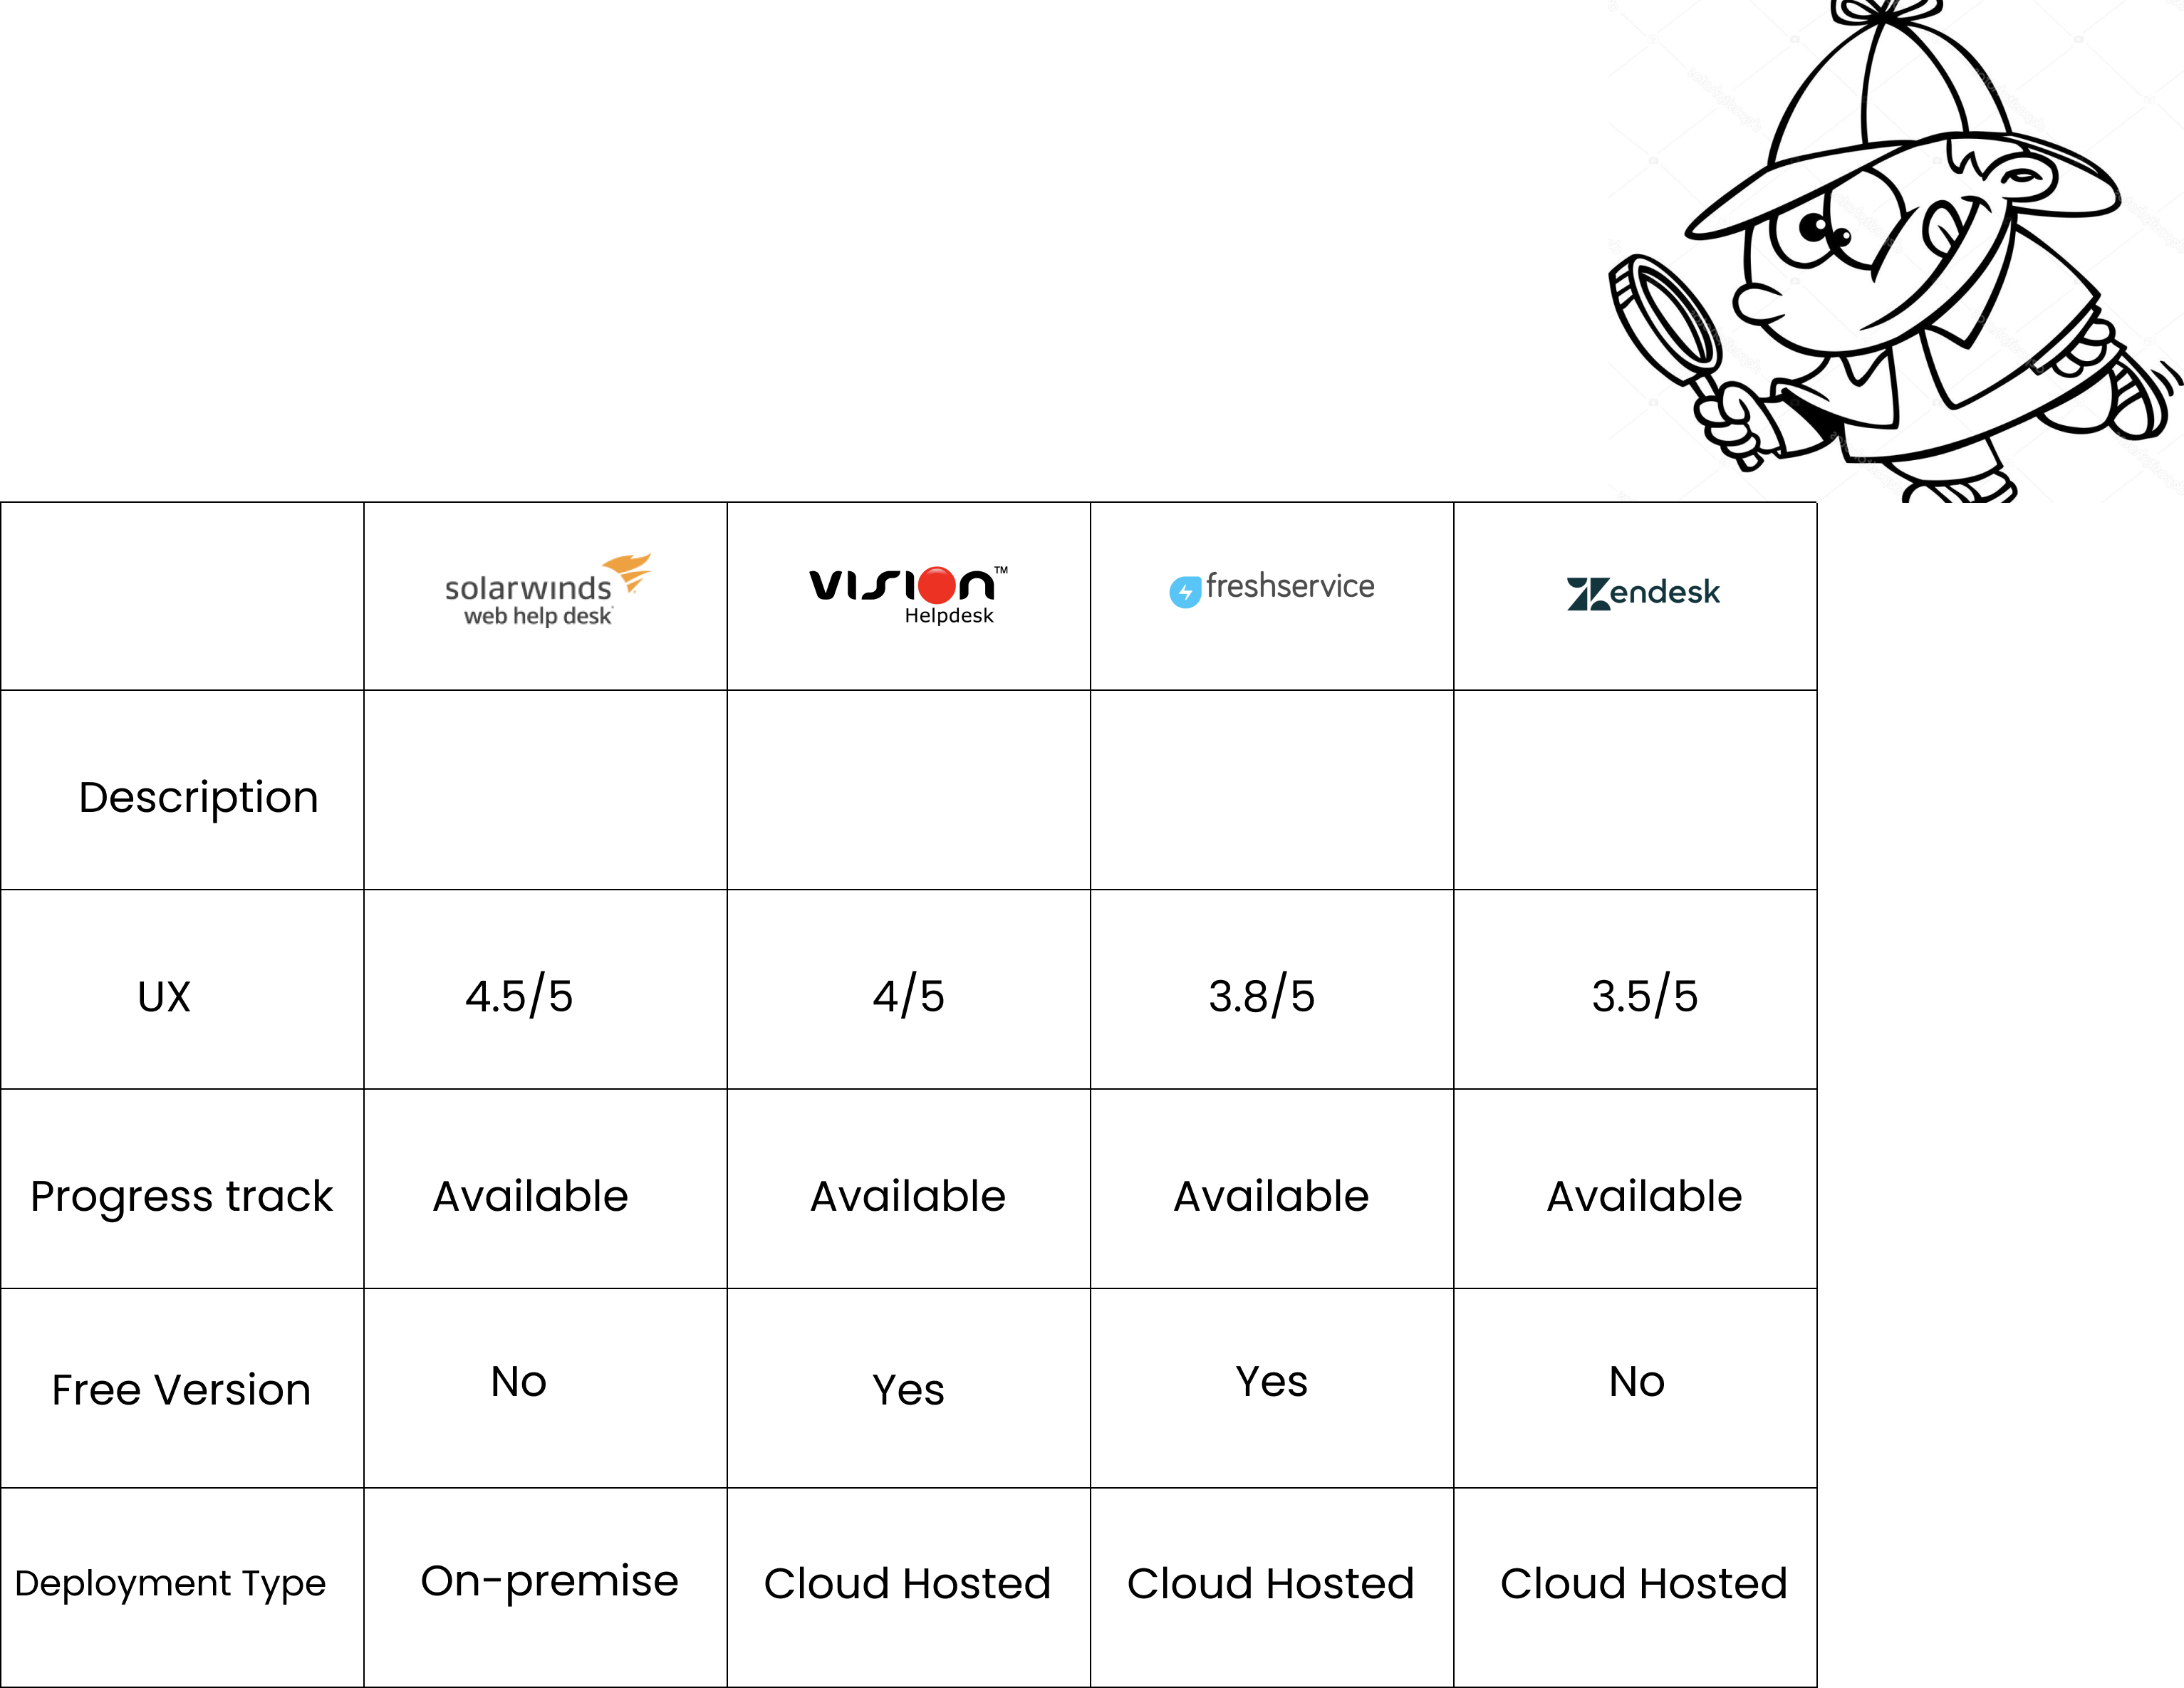 solarwinds
web help desk
VISION™
Helpdesk
freshservice
Zendesk
Description
UX 4.5/5 4/5 3.8/5 3.5/5
Progress track Available Available Available Available
Free Version No Yes Yes No
Deployment Type On-premise Cloud Hosted Cloud Hosted Cloud Hosted